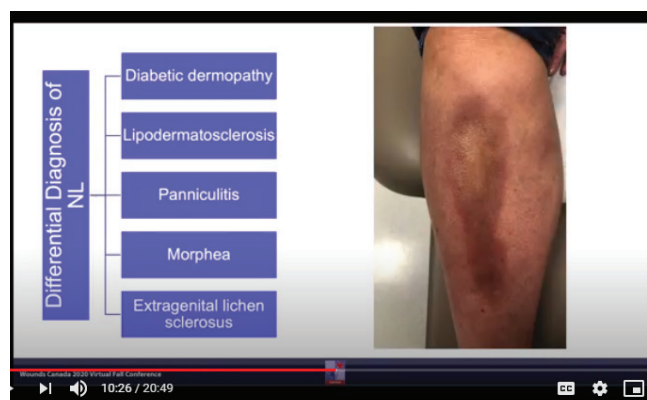 Differential Diagnosis of
NL
Diabetic dermopathy
Lipodermatosclerosis
Panniculitis
Morphea
Extragenital lichen
sclerosus
Wounds Canada 2020 Virtual Fall Conference
10:26 / 20:49
CC